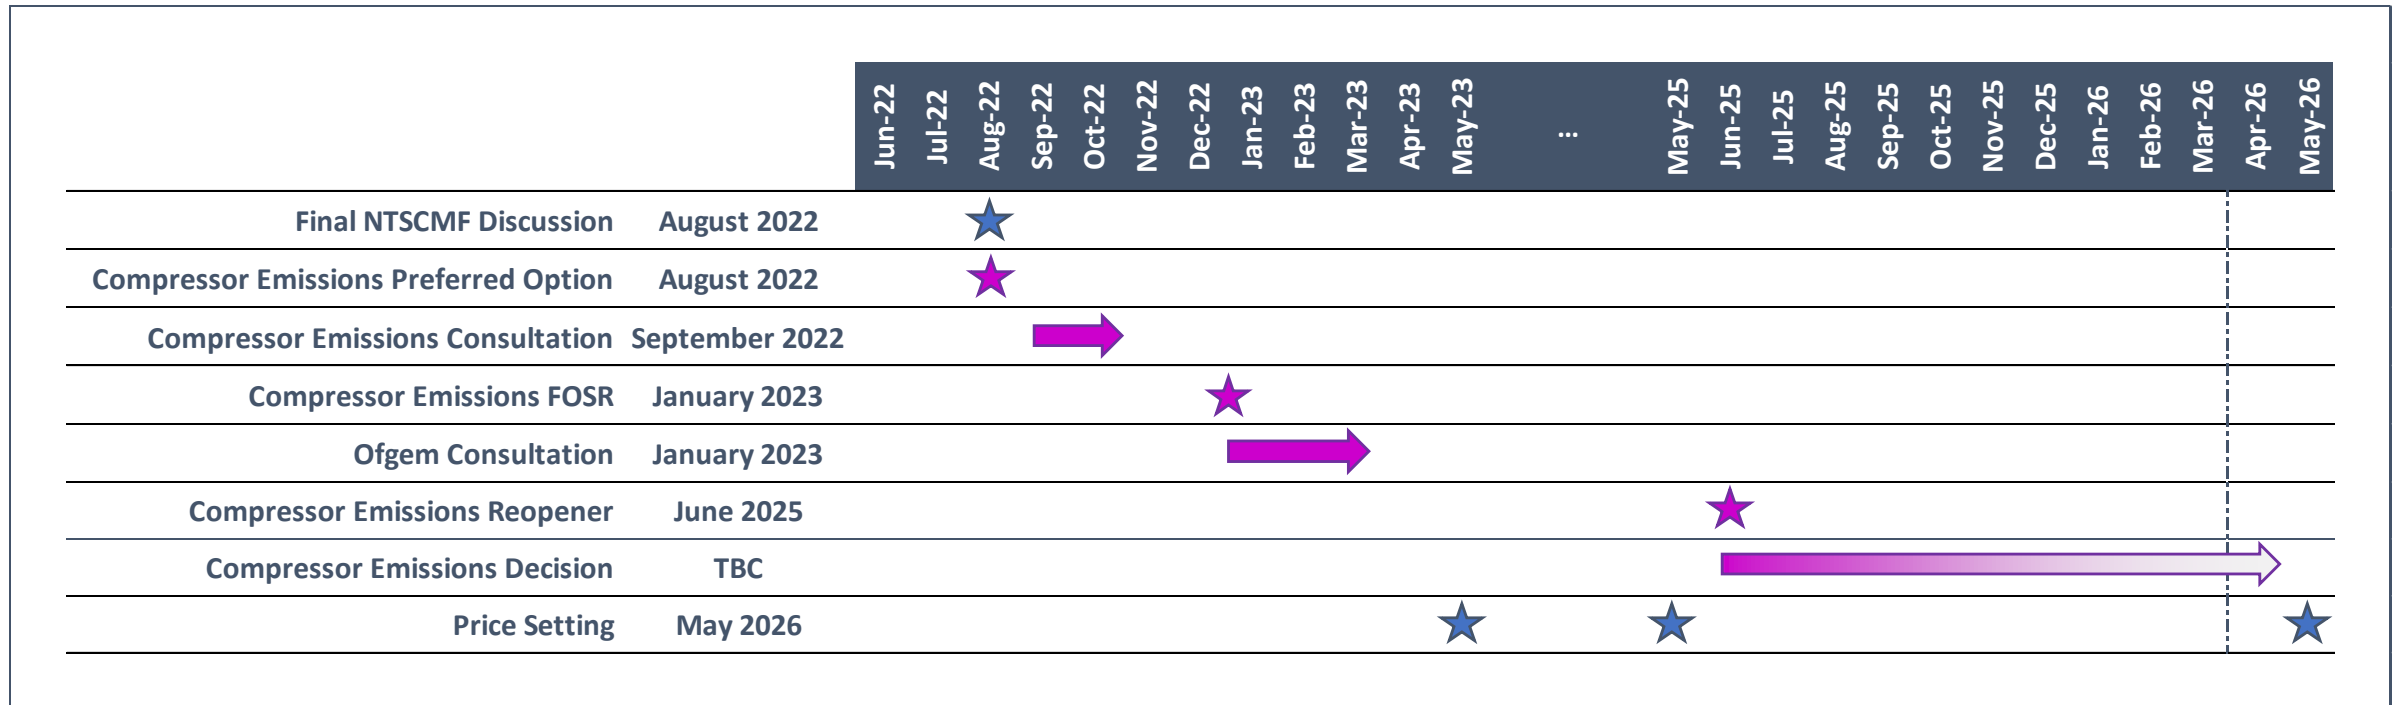 Jun-22 Jul-22 Aug-22 Sep-22 Oct-22 Nov-22 Dec-22 Jan-23 Feb-23 Mar-23 Apr-23 May-23 ... May-25 Jun-25 Jul-25 Aug-25 Sep-25 Oct-25 Nov-25 Dec-25 Jan-26 Feb-26 Mar-26 Apr-26 May-26
Final NTSCMF Discussion August 2022
Compressor Emissions Preferred Option August 2022
Compressor Emissions Consultation September 2022
Compressor Emissions FOSR January 2023
Ofgem Consultation January 2023
Compressor Emissions Reopener June 2025
Compressor Emissions Decision TBC
Price Setting May 2026